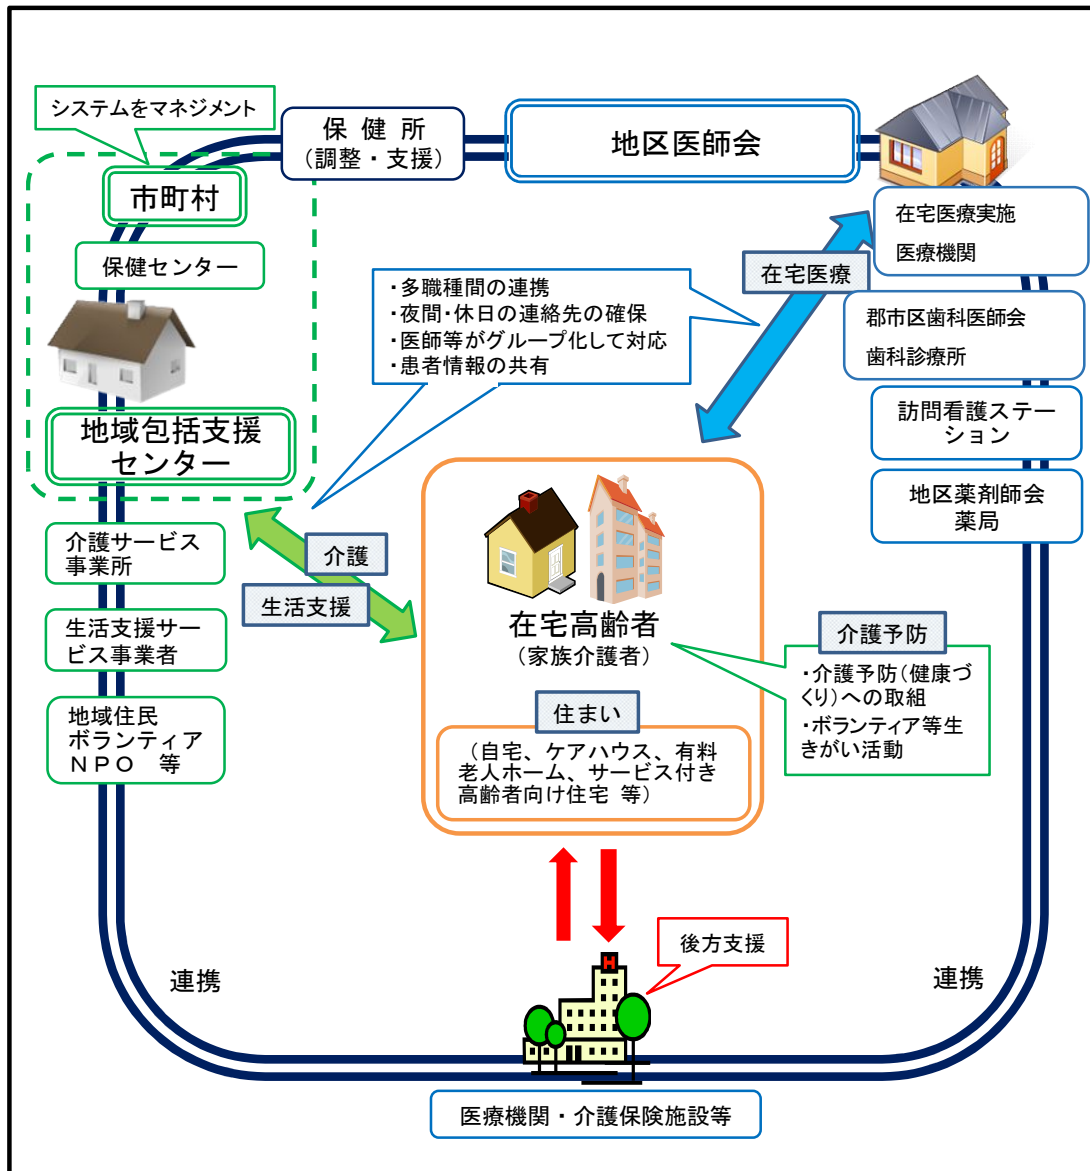 システムをマネジメント
保 健 所
（調整・支援）
地区医師会
市町村
保健センター
地域包括支援
センター
介護サービス
事業所
生活支援サー
ビス事業者
地域住民
ボランティア
ＮＰＯ　等
・多職種間の連携
・夜間・休日の連絡先の確保
・医師等がグループ化して対応
・患者情報の共有
在宅医療
在宅医療実施
医療機関
郡市区歯科医師会
歯科診療所
訪問看護ステー
ション
地区薬剤師会
薬局
介護
生活支援
在宅高齢者
（家族介護者）
住まい
（自宅、ケアハウス、有料
老人ホーム、サービス付き
高齢者向け住宅 等）
介護予防
・介護予防（健康づ
くり）への取組
・ボランティア等生
きがい活動
後方支援
H
連携
連携
医療機関・介護保険施設等